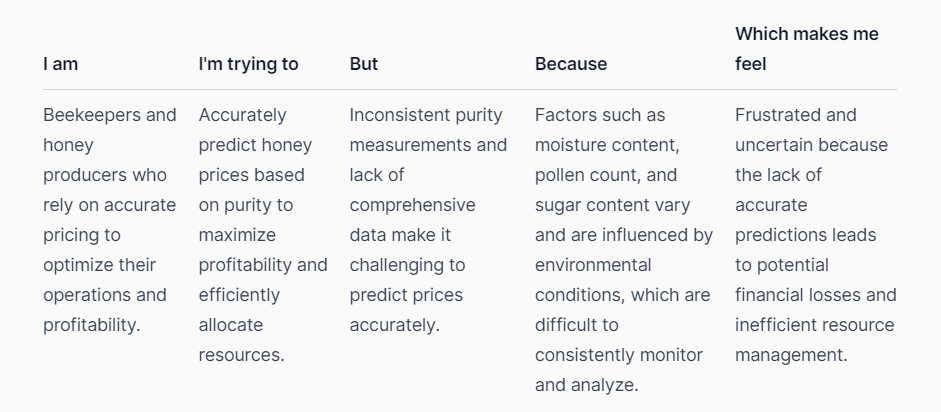 I am
I'm trying to
But
Because
Which makes me
feel
Beekeepers and
honey
producers who
rely on accurate
pricing to
optimize their
operations and
profitability.
Accurately
predict honey
prices based
on purity to
maximize
profitability and
efficiently
allocate
resources.
Inconsistent purity
measurements and
lack of
comprehensive
data make it
challenging to
predict prices
accurately.
Factors such as
moisture content,
pollen count, and
sugar content vary
and are influenced by
environmental
conditions, which are
difficult to
consistently monitor
and analyze.
Frustrated and
uncertain because
the lack of
accurate
predictions leads
to potential
financial losses and
inefficient resource
management.